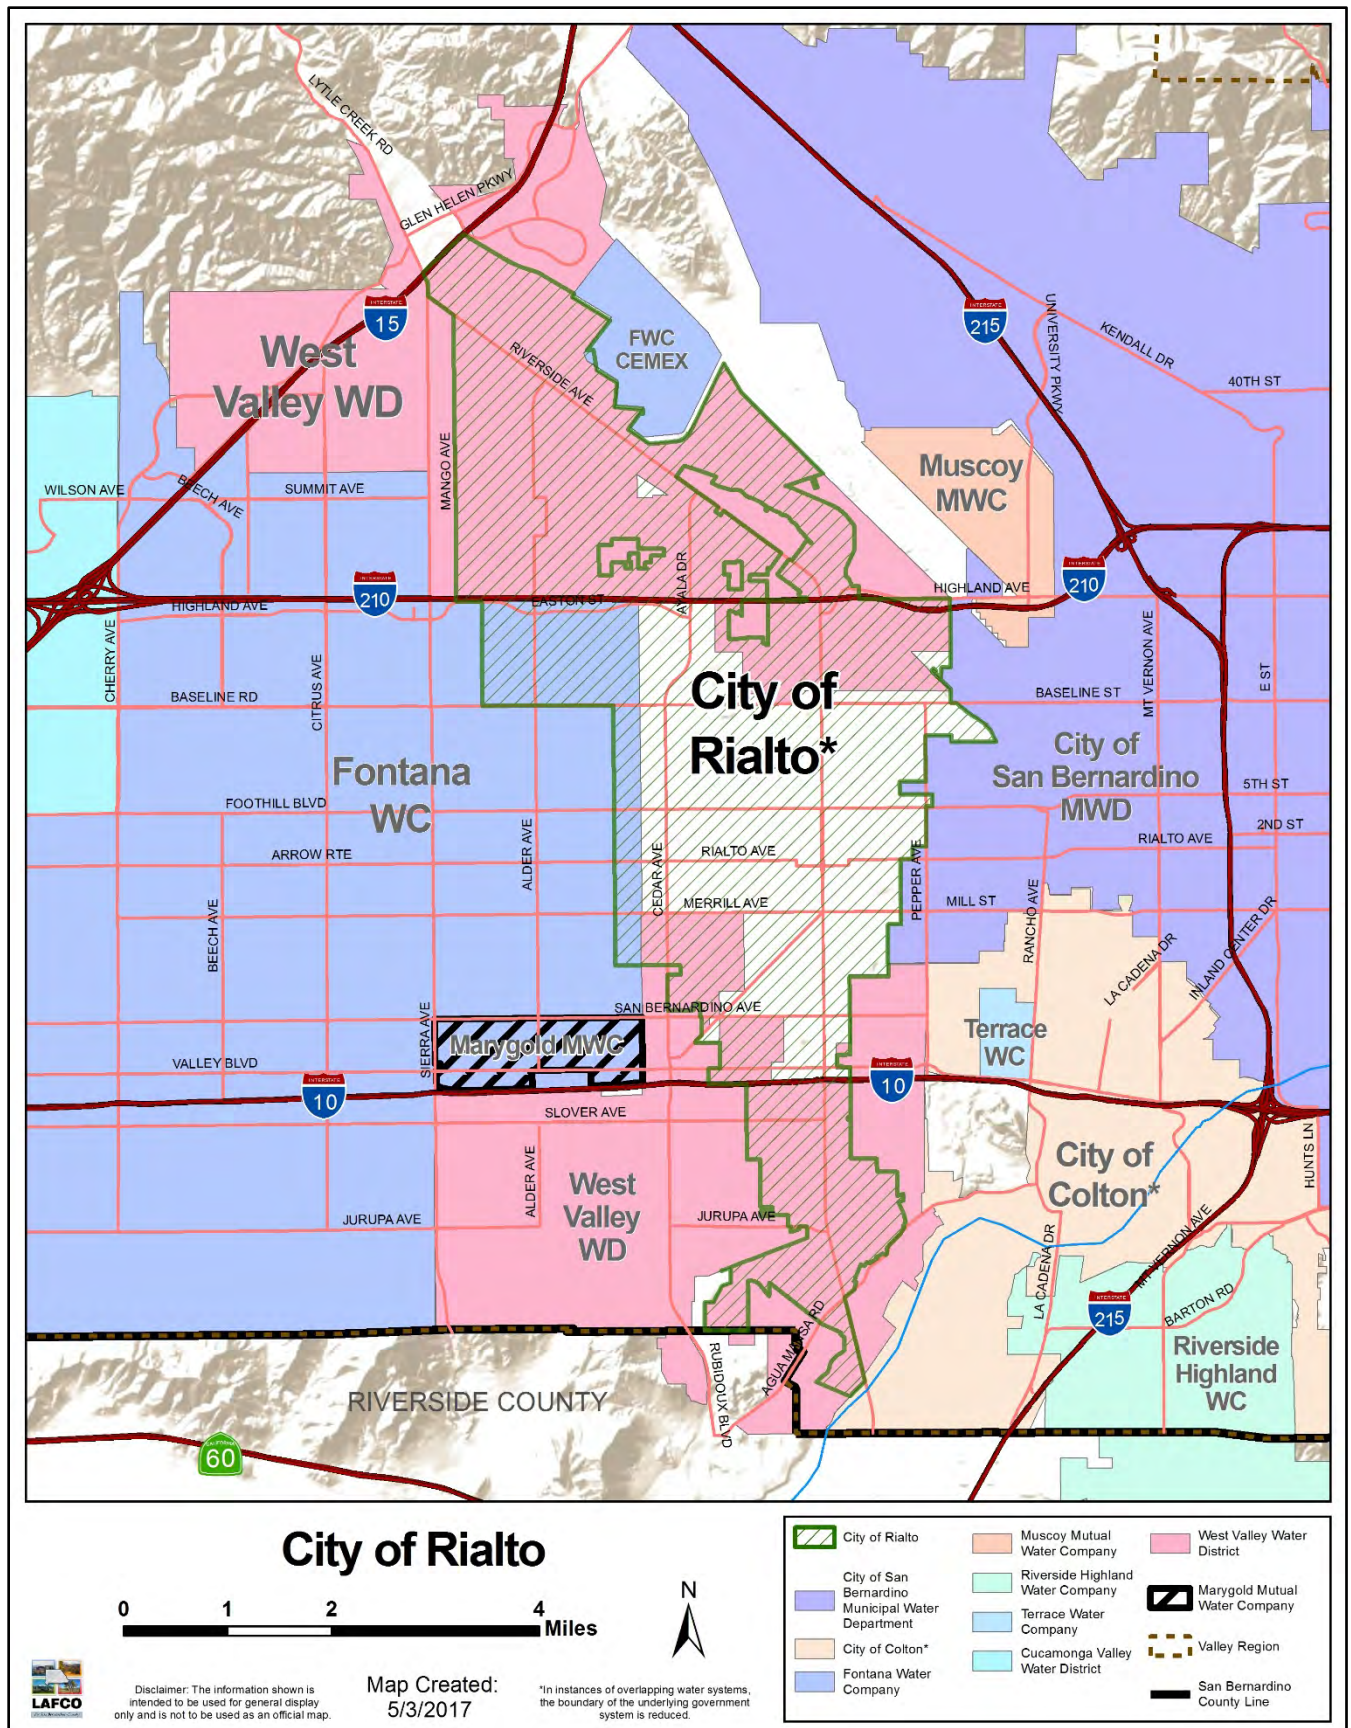 LYTLE CREEK RD
GLEN HELEN PKWY
INTERSTATE
15
West
Valley WD
FWC
CEMEX
RIVERSIDE AVE
INTERSTATE
215
UNIVERSITY PKWY
KENDALL DR
40TH ST
MANGO AVE
Muscoy
MWC
WILSON AVE
BEECH AVE
SUMMIT AVE
INTERSTATE
210
HIGHLAND AVE
EASTON ST
AYALA DR
HIGHLAND AVE
INTERSTATE
210
CHERRY AVE
CITRUS AVE
BASELINE RD
City of
Rialto*
BASELINE ST
MT VERNON AVE
E ST
Fontana
WC
City of
San Bernardino
MWD
FOOTHILL BLVD
5TH ST
2ND ST
ARROW RTE
ALDER AVE
RIALTO AVE
RIALTO AVE
CEDAR AVE
PEPPER AVE
MERRILL AVE
MILL ST
BEECH AVE
RANCHO AVE
LA CADENA DR
INLAND CENTER DR
SAN BERNARDINO AVE
SIERRA AVE
Marygold MWC
Terrace
WC
VALLEY BLVD
INTERSTATE
10
INTERSTATE
10
SLOVER AVE
ALDER AVE
West
Valley
WD
City of
Colton*
HUNTS LN
JURUPA AVE
JURUPA AVE
LA CADENA DR
MT VERNON AVE
AGUA MANSA RD
INTERSTATE
215
BARTON RD
RUBIDOUX BLVD
Riverside
Highland
WC
RIVERSIDE COUNTY
CALIFORNIA
60
City of Rialto
0 1 2 4
Miles
N
LAFCO
Disclaimer: The information shown is
intended to be used for general display
only and is not to be used as an official map.
Map Created:
5/3/2017
*In instances of overlapping water systems,
the boundary of the underlying government
system is reduced.
City of Rialto
City of San
Bernardino
Municipal Water
Department
City of Colton*
Fontana Water
Company
Muscoy Mutual
Water Company
Riverside Highland
Water Company
Terrace Water
Company
Cucamonga Valley
Water District
West Valley Water
District
Marygold Mutual
Water Company
Valley Region
San Bernardino
County Line